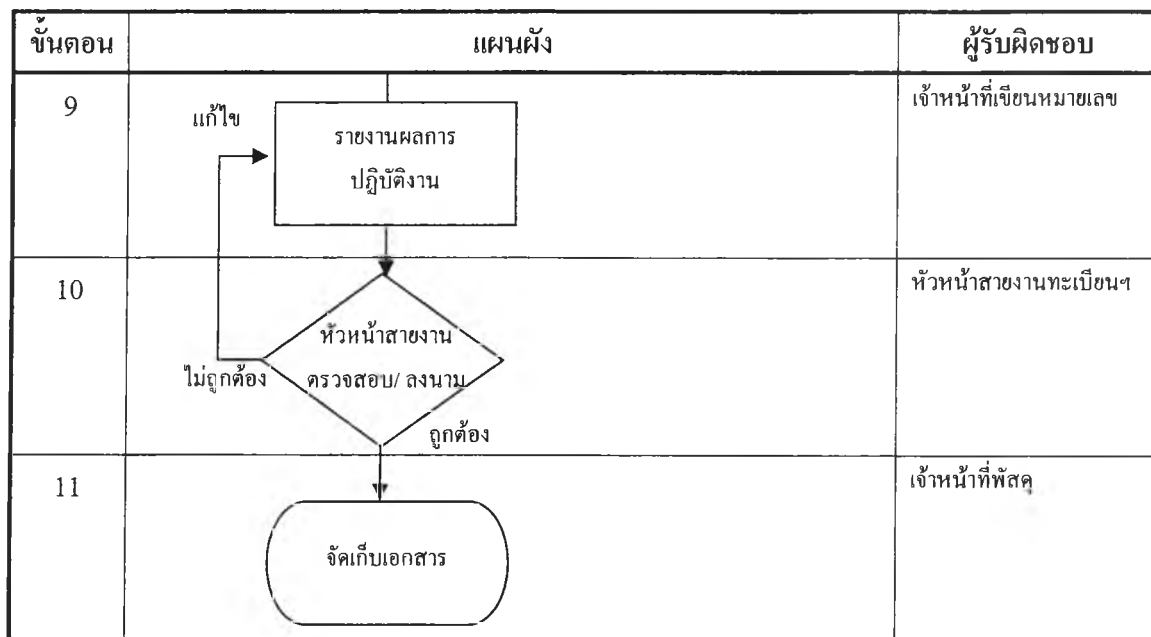 ขั้นตอน แผนผัง ผู้รับผิดชอบ
9 เจ้าหน้าที่เขียนหมายเลข
แก้ไข
รายงานผลการ
ปฏิบัติงาน
10 หัวหน้าสายงานทะเบียนฯ
หัวหน้าสายงาน
ไม่ถูกต้อง ตรวจสอบ/ ลงนาม
ถูกต้อง
11 เจ้าหน้าที่พัสดุ
จัดเก็บเอกสาร